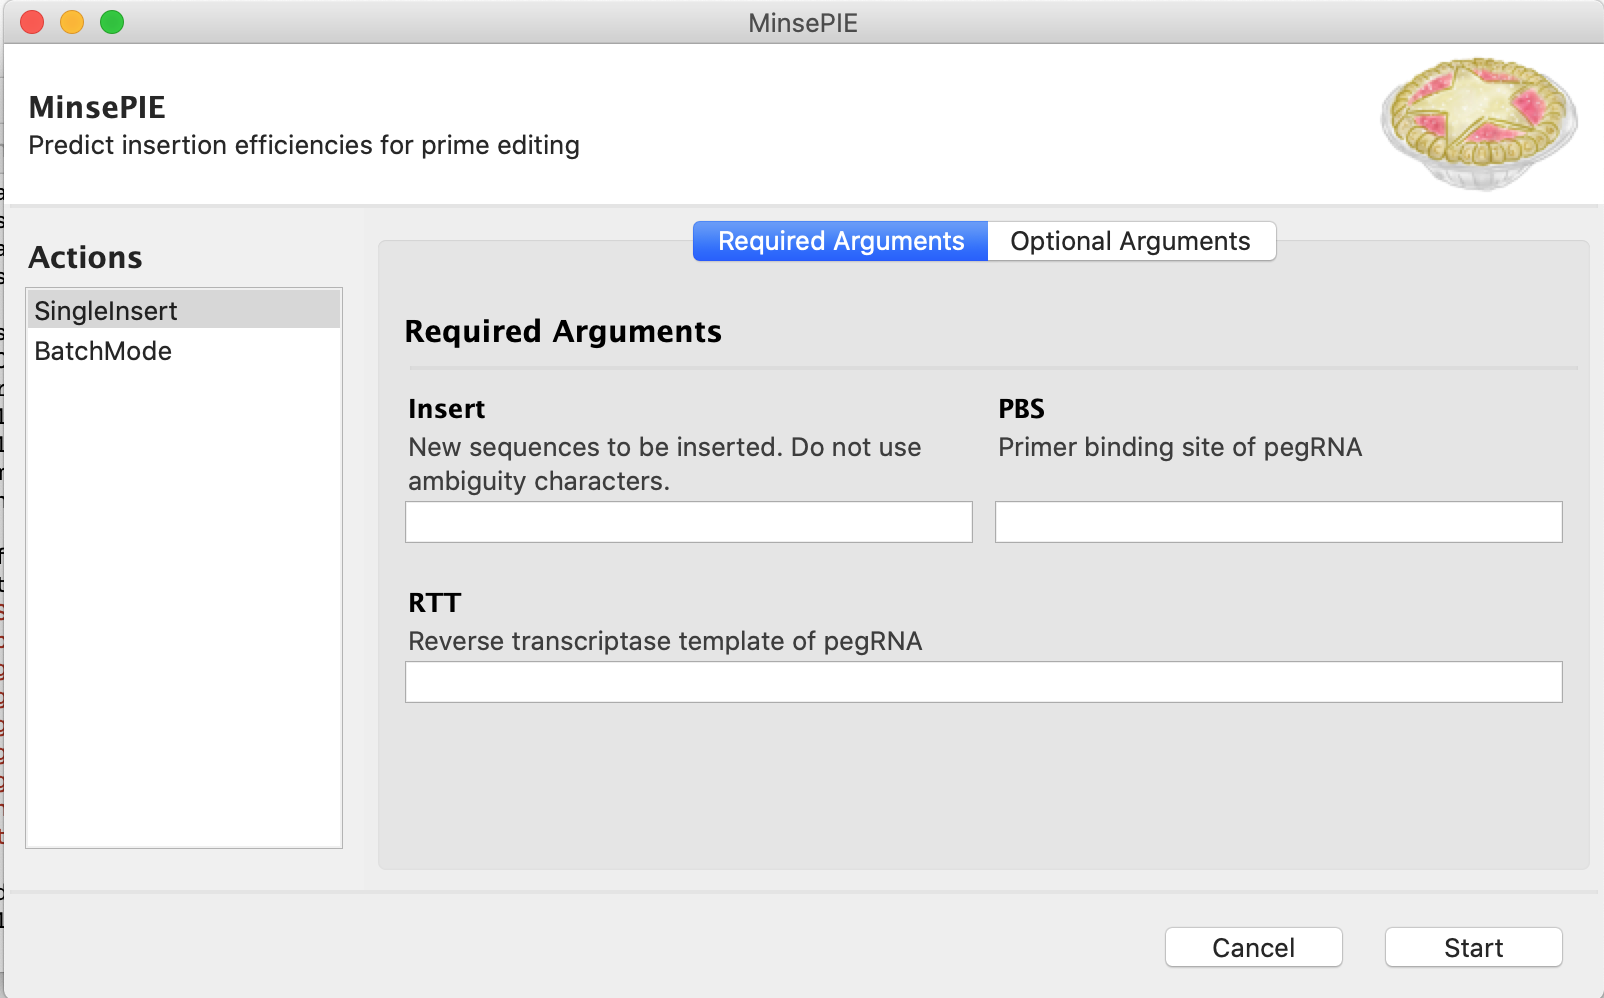 MinsePIE
MinsePIE
Predict insertion efficiencies for prime editing
Actions
SingleInsert
BatchMode
Required Arguments
Optional Arguments
Required Arguments
Insert
New sequences to be inserted. Do not use
ambiguity characters.
PBS
Primer binding site of pegRNA
RTT
Reverse transcriptase template of pegRNA
Cancel
Start